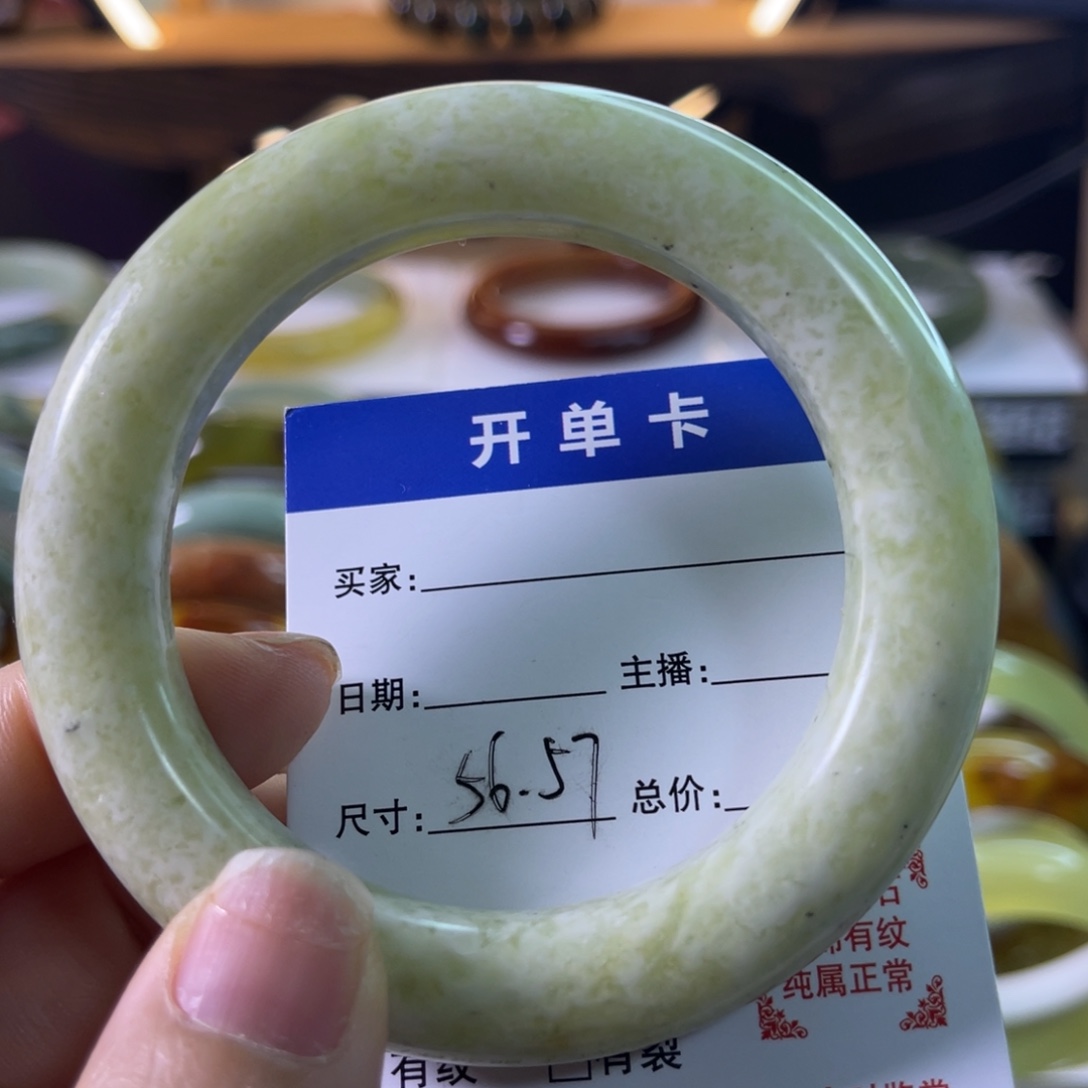 开单卡
买家:
日期: 主播:
尺寸: 56-57 总价:
有纹
纯属正常
有纹 □有裂